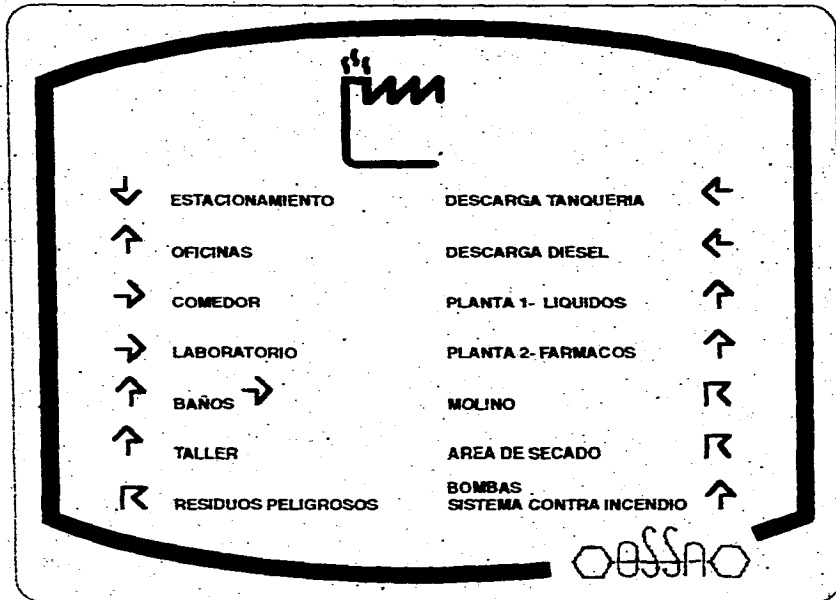 ESTACIONAMIENTO
OFICINAS
COMEDOR
LABORATORIO
BAÑOS
TALLER
RESIDUOS PELIGROSOS
DESCARGA TANQUERIA
DESCARGA DIESEL
PLANTA 1- LIQUIDOS
PLANTA 2- FARMACOS
MOLINO
AREA DE SECADO
BOMBAS
SISTEMA CONTRA INCENDIO